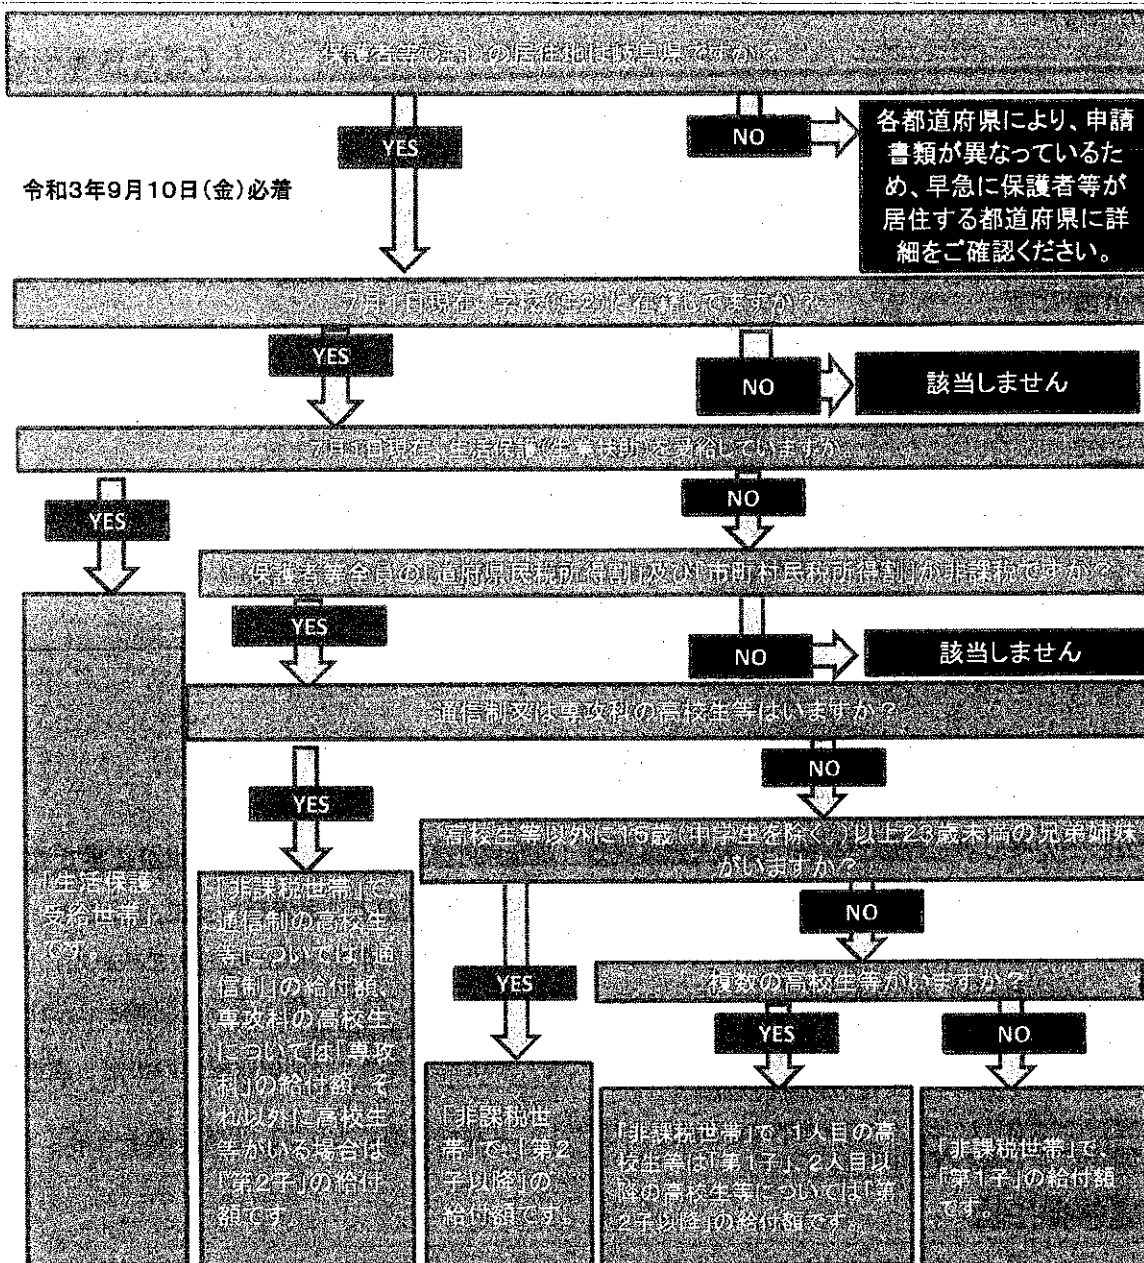 保護者等(注1)の居住地は岐阜県ですか?
YES
NO
各都道府県により、申請
書類が異なっているた
め、早急に保護者等が
居住する都道府県に詳
細をご確認ください。
令和3年9月10日(金)必着
7月1日現在、学校(注2)に在籍してますか?
YES
NO
該当しません
7月1日現在、生活保護(生業扶助)を受給していますか
YES
NO
保護者等全員の「道府県民税所得割」及び「市町村民税所得割」が非課税ですか?
YES
NO
該当しません
通信制又は専攻科の高校生等はいますか?
YES
NO
高校生等以外に15歳(中学生を除く。)以上23歳未満の兄弟姉妹
がいますか?
YES
NO
複数の高校生等がいますか?
YES
NO
「生活保護
受給世帯」
です。
「非課税世帯」で、
通信制の高校生
等については「通
信制」の給付額、
専攻科の高校生
については「専攻
科」の給付額、そ
れ以外に高校生
等がいる場合は
「第2子」の給付
額です。
「非課税世
帯」で、「第2
子以降」の
給付額です。
「非課税世帯」で、1人目の高
校生等は「第1子」、2人目以
降の高校生等については「第
2子以降」の給付額です。
「非課税世帯」で、
「第1子」の給付額
です。